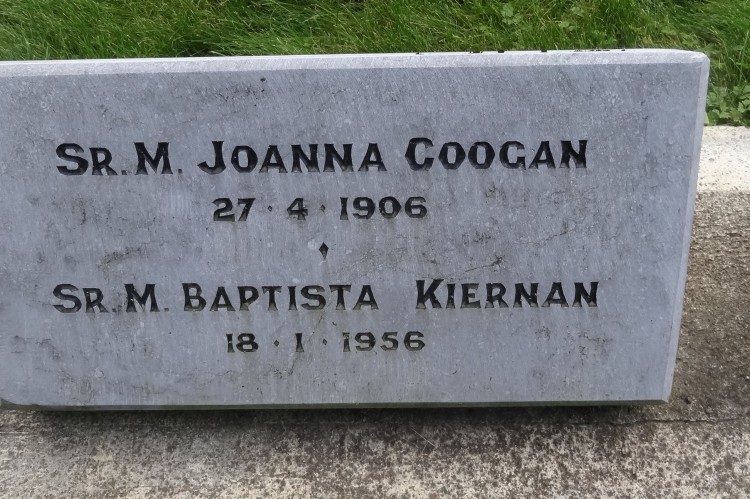 SR. M. JOANNA COOGAN
27 · 4 · 1906
SR. M. BAPTISTA KIERNAN
18 · 1 · 1956